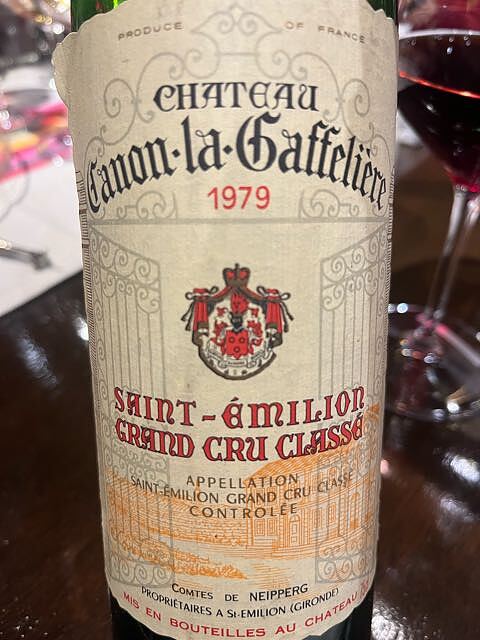 PRODUCE OF FRANCE
CHATEAU
Canon·la·Gaffelière
1979
SAINT-ÉMILION
GRAND CRU CLASSÉ
APPELLATION
SAINT-ÉMILION GRAND CRU CLASSÉ
CONTROLÉE
COMTES DE NEIPPERG
PROPRIÉTAIRES A St-EMILION (GIRONDE)
MIS EN BOUTEILLES AU CHATEAU